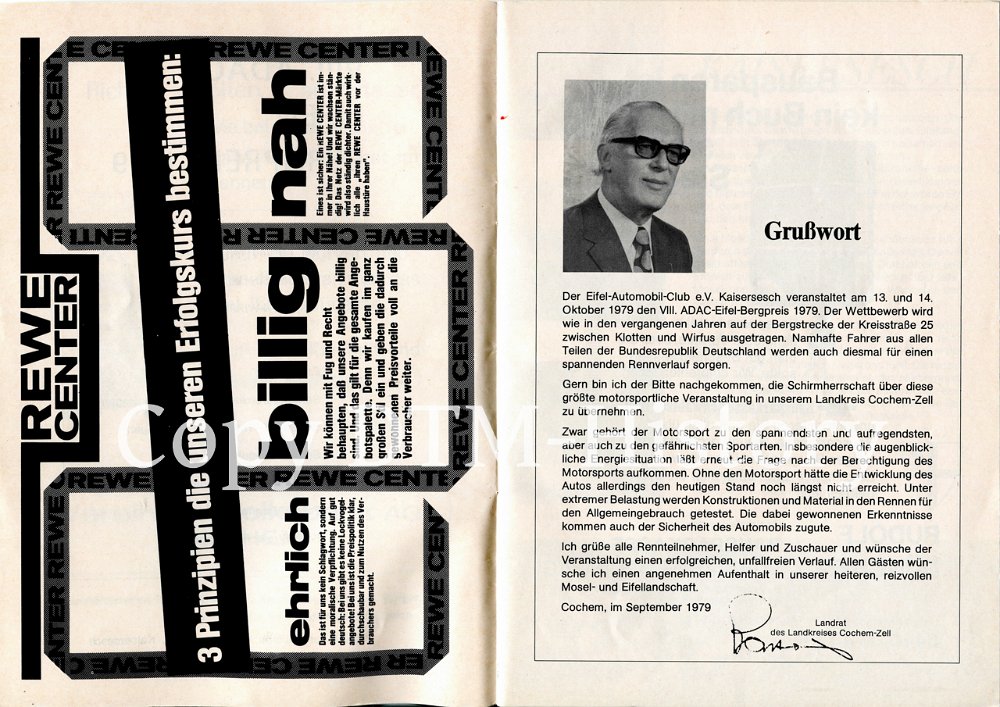 REWE
CENTER
3 Prinzipien die unseren Erfolgskurs bestimmen:
ehrlich
Das ist für uns kein Schlagwort, sondern
eine moralische Verpflichtung. Auf gut
deutsch: Bei uns gibt es keine Lockvogel-
angebote! Bei uns ist die Preispolitik klar,
durchschaubar und zum Nutzen des Ver-
brauchers gemacht.
billig
Wir können mit Fug und Recht
behaupten, daß unsere Angebote billig
sind. Und das gilt für die gesamte Ange-
botspalette. Denn wir kaufen im ganz
großen Stil ein und geben die dadurch
gewonnenen Preisvorteile voll an die
Verbraucher weiter.
nah
Eines ist sicher: Ein REWE CENTER ist im-
mer in Ihrer Nähe! Und wir wachsen stän-
dig! Das Netz der REWE CENTER-Märkte
wird also ständig dichter. Damit auch wirk-
lich alle „ihren REWE CENTER vor der
Haustüre haben".
Grußwort
Der Eifel-Automobil-Club e.V. Kaisersesch veranstaltet am 13. und 14.
Oktober 1979 den VIII. ADAC-Eifel-Bergpreis 1979. Der Wettbewerb wird
wie in den vergangenen Jahren auf der Bergstrecke der Kreisstraße 25
zwischen Klotten und Wirfus ausgetragen. Namhafte Fahrer aus allen
Teilen der Bundesrepublik Deutschland werden auch diesmal für einen
spannenden Rennverlauf sorgen.
Gern bin ich der Bitte nachgekommen, die Schirmherrschaft über diese
größte motorsportliche Veranstaltung in unserem Landkreis Cochem-Zell
zu übernehmen.
Zwar gehört der Motorsport zu den spannendsten und aufregendsten,
aber auch zu den gefährlichsten Sportarten. Insbesondere die augenblick-
liche Energiesituation läßt erneut die Frage nach der Berechtigung des
Motorsports aufkommen. Ohne den Motorsport hätte die Entwicklung des
Autos allerdings den heutigen Stand noch längst nicht erreicht. Unter
extremer Belastung werden Konstruktionen und Material in den Rennen für
den Allgemeingebrauch getestet. Die dabei gewonnenen Erkenntnisse
kommen auch der Sicherheit des Automobils zugute.
Ich grüße alle Rennteilnehmer, Helfer und Zuschauer und wünsche der
Veranstaltung einen erfolgreichen, unfallfreien Verlauf. Allen Gästen wün-
sche ich einen angenehmen Aufenthalt in unserer heiteren, reizvollen
Mosel- und Eifellandschaft.
Cochem, im September 1979
Landrat
des Landkreises Cochem-Zell